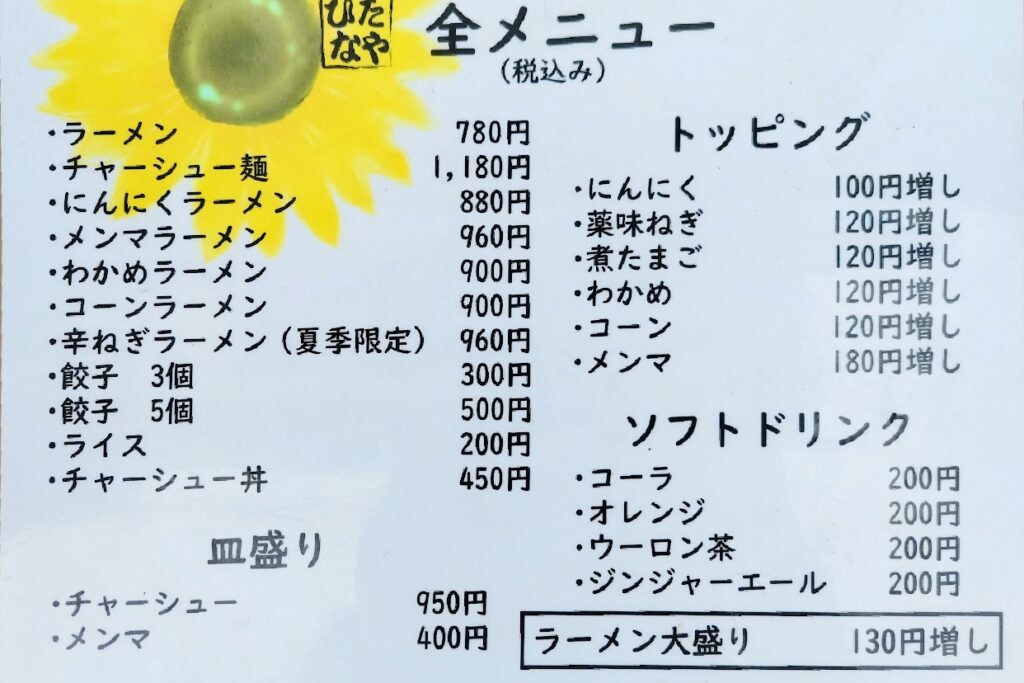 ひなたや
全メニュー
(税込み)
・ラーメン 780円
・チャーシュー麺 1,180円
・にんにくラーメン 880円
・メンマラーメン 960円
・わかめラーメン 900円
・コーンラーメン 900円
・辛ねぎラーメン(夏季限定) 960円
・餃子 3個 300円
・餃子 5個 500円
・ライス 200円
・チャーシュー丼 450円
皿盛り
・チャーシュー 950円
・メンマ 400円
トッピング
・にんにく 100円増し
・薬味ねぎ 120円増し
・煮たまご 120円増し
・わかめ 120円増し
・コーン 120円増し
・メンマ 180円増し
ソフトドリンク
・コーラ 200円
・オレンジ 200円
・ウーロン茶 200円
・ジンジャーエール 200円
ラーメン大盛り 130円増し